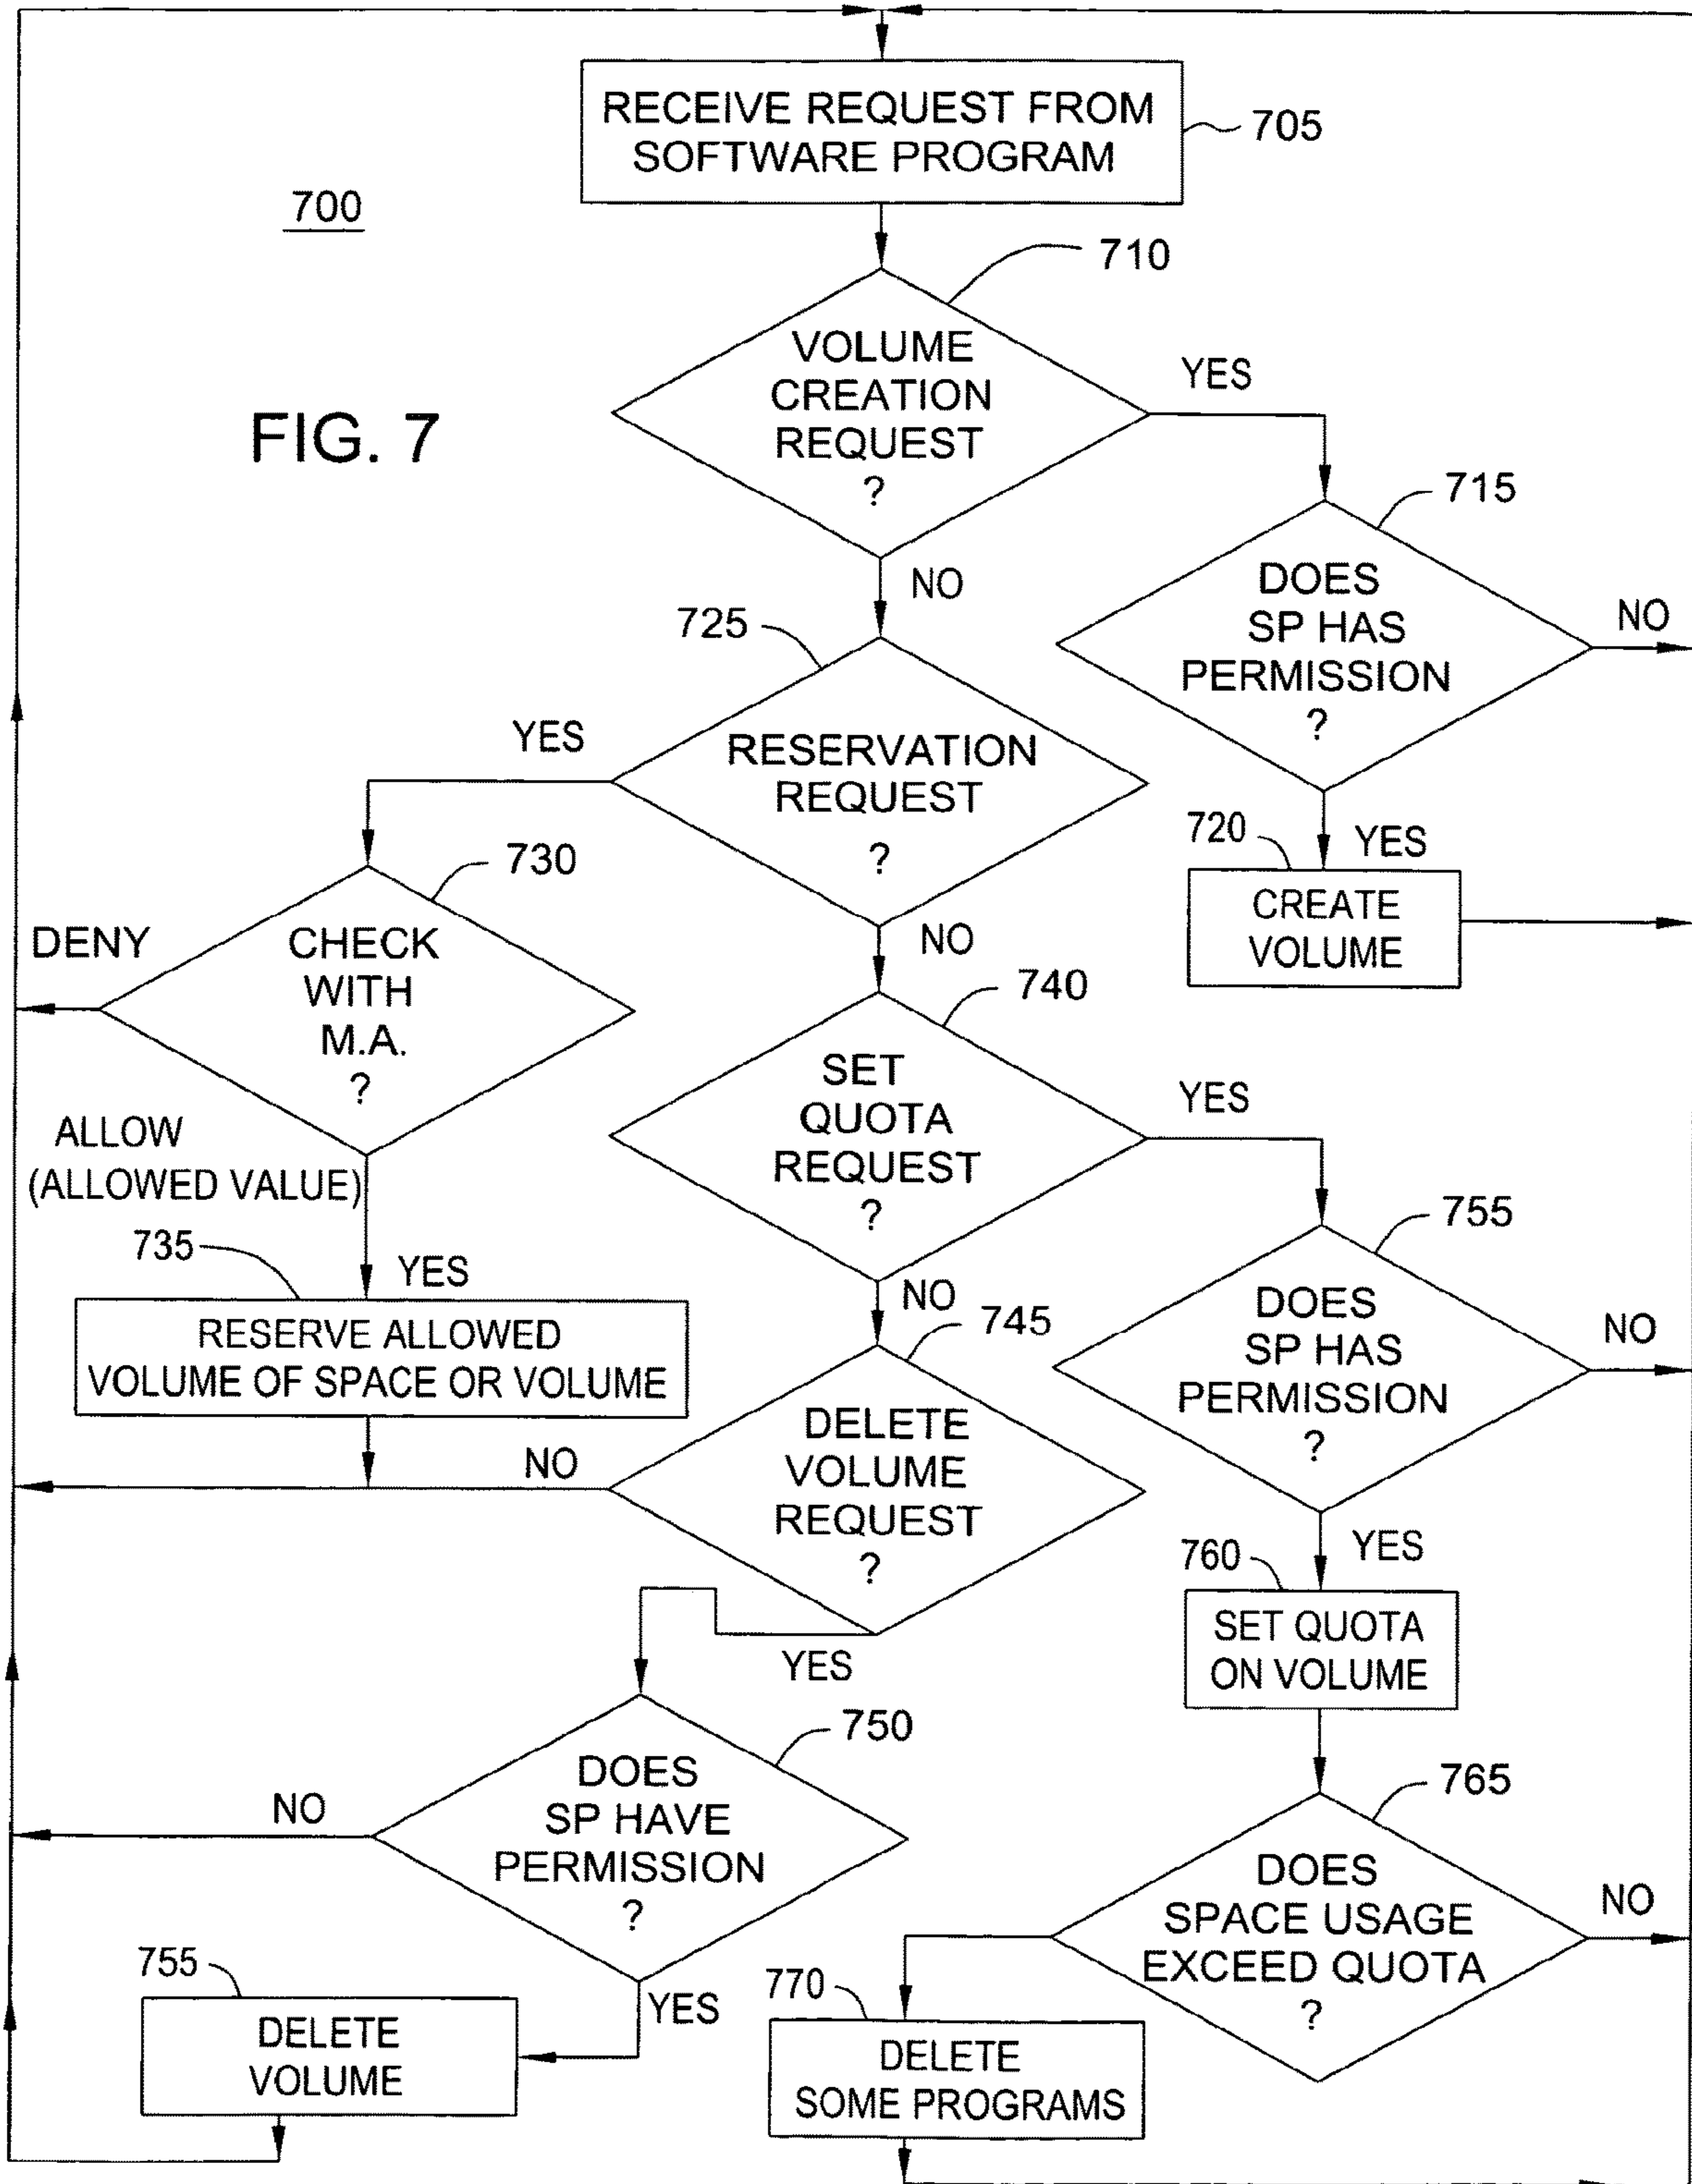 RECEIVE REQUEST FROM
SOFTWARE PROGRAM
705
700
FIG. 7
710
VOLUME
CREATION
REQUEST
?
YES
NO
715
DOES
SP HAS
PERMISSION
?
NO
YES
720
CREATE
VOLUME
725
RESERVATION
REQUEST
?
YES
NO
730
CHECK
WITH
M.A.
?
DENY
ALLOW
(ALLOWED VALUE)
YES
735
RESERVE ALLOWED
VOLUME OF SPACE OR VOLUME
740
SET
QUOTA
REQUEST
?
YES
NO
745
DELETE
VOLUME
REQUEST
?
NO
YES
755
DOES
SP HAS
PERMISSION
?
NO
YES
760
SET QUOTA
ON VOLUME
750
DOES
SP HAVE
PERMISSION
?
NO
YES
755
DELETE
VOLUME
765
DOES
SPACE USAGE
EXCEED QUOTA
?
NO
770
DELETE
SOME PROGRAMS